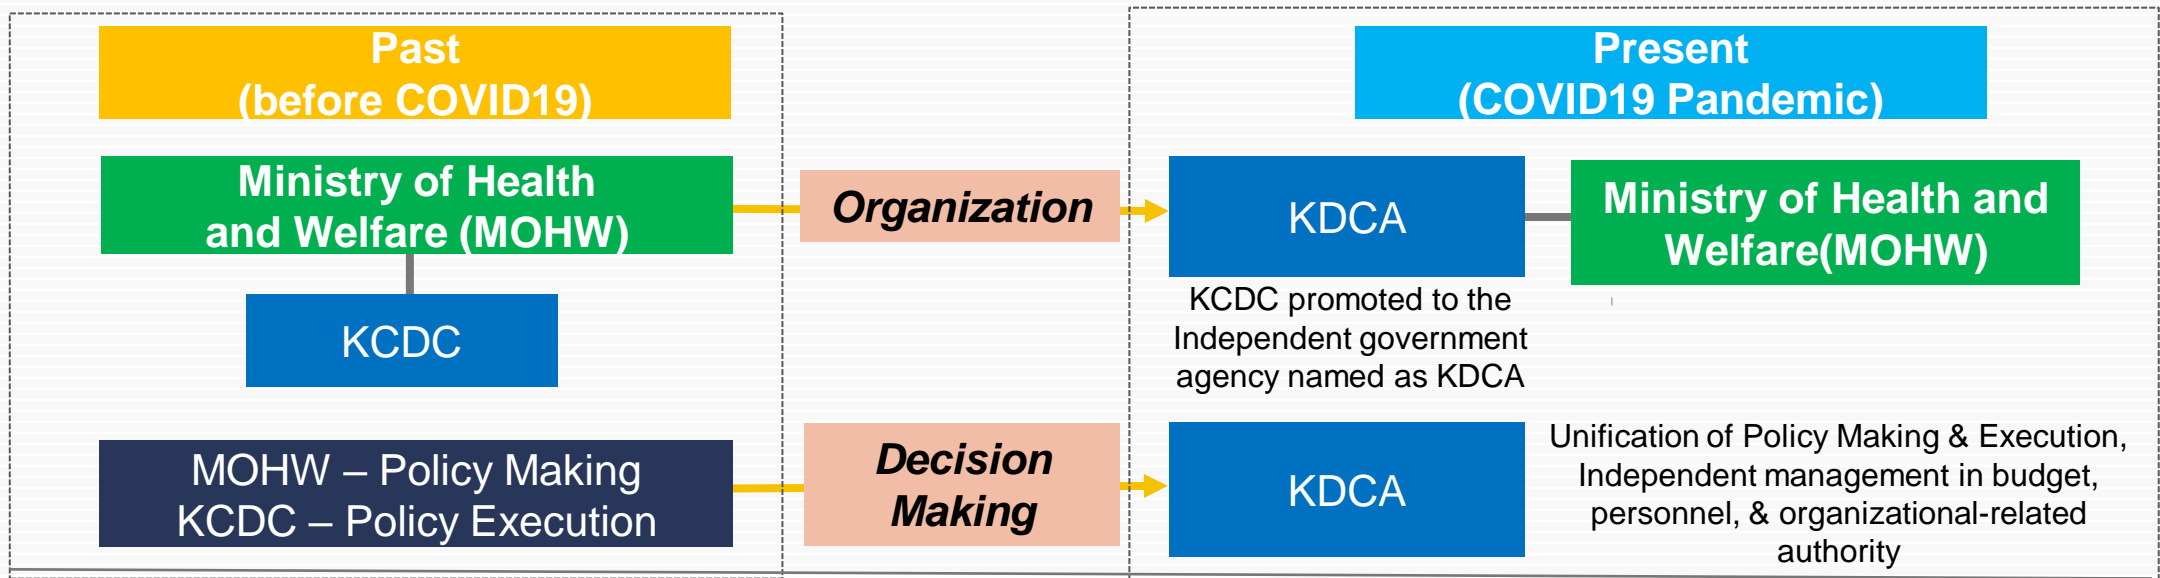 Past
(before COVID19)
Present
(COVID19 Pandemic)
Ministry of Health
and Welfare (MOHW)
Organization
KDCA
Ministry of Health and
Welfare(MOHW)
KCDC
KCDC promoted to the
Independent government
agency named as KDCA
MOHW – Policy Making
KCDC – Policy Execution
Decision
Making
KDCA
Unification of Policy Making & Execution,
Independent management in budget,
personnel, & organizational-related
authority